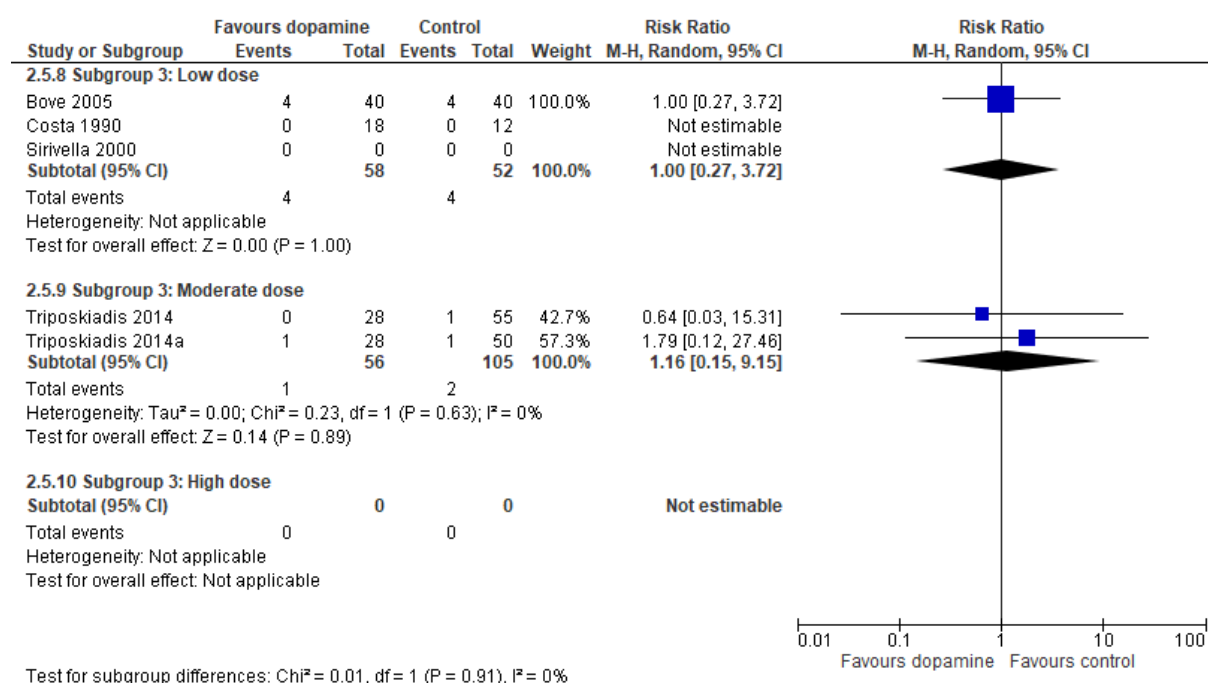 Favours dopamine Control Risk Ratio Risk Ratio
Study or Subgroup Events Total Events Total Weight M-H, Random, 95% CI M-H, Random, 95% CI
2.5.8 Subgroup 3: Low dose
Bove 2005 4 40 4 40 100.0% 1.00 [0.27, 3.72]
Costa 1990 0 18 0 12 Not estimable
Sirivella 2000 0 0 0 0 Not estimable
Subtotal (95% CI) 58 52 100.0% 1.00 [0.27, 3.72]
Total events 4 4
Heterogeneity: Not applicable
Test for overall effect: Z = 0.00 (P = 1.00)
2.5.9 Subgroup 3: Moderate dose
Triposkiadis 2014 0 28 1 55 42.7% 0.64 [0.03, 15.31]
Triposkiadis 2014a 1 28 1 50 57.3% 1.79 [0.12, 27.46]
Subtotal (95% CI) 56 105 100.0% 1.16 [0.15, 9.15]
Total events 1 2
Heterogeneity: Tau² = 0.00; Chi² = 0.23, df = 1 (P = 0.63); I² = 0%
Test for overall effect: Z = 0.14 (P = 0.89)
2.5.10 Subgroup 3: High dose
Subtotal (95% CI) 0 0 Not estimable
Total events 0 0
Heterogeneity: Not applicable
Test for overall effect: Not applicable
0.01 0.1 1 10 100
Favours dopamine Favours control
Test for subgroup differences: Chi² = 0.01, df = 1 (P = 0.91), I² = 0%